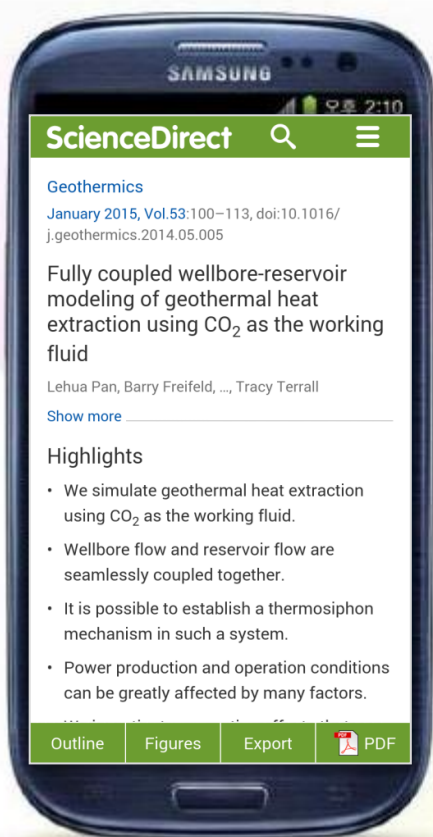 SAMSUNG
오후 2:10
ScienceDirect
Geothermics
January 2015, Vol.53:100–113, doi:10.1016/
j.geothermics.2014.05.005
Fully coupled wellbore-reservoir
modeling of geothermal heat
extraction using CO₂ as the working
fluid
Lehua Pan, Barry Freifeld, ..., Tracy Terrall
Show more
Highlights
• We simulate geothermal heat extraction
using CO₂ as the working fluid.
• Wellbore flow and reservoir flow are
seamlessly coupled together.
• It is possible to establish a thermosiphon
mechanism in such a system.
• Power production and operation conditions
can be greatly affected by many factors.
Outline
Figures
Export
PDF
PDF